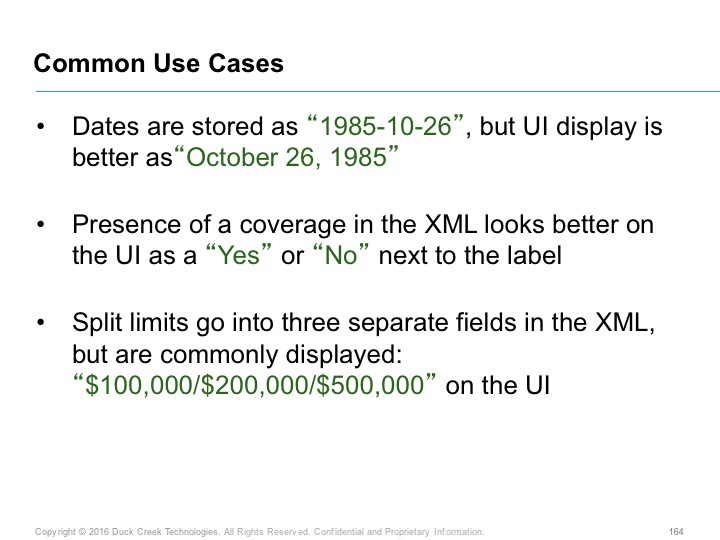 Common Use Cases
• Dates are stored as “1985-10-26”, but UI display is
better as“October 26, 1985”
• Presence of a coverage in the XML looks better on
the UI as a “Yes” or “No” next to the label
• Split limits go into three separate fields in the XML,
but are commonly displayed:
“$100,000/$200,000/$500,000” on the UI
Copyright © 2016 Duck Creek Technologies. All Rights Reserved. Confidential and Proprietary Information. 164